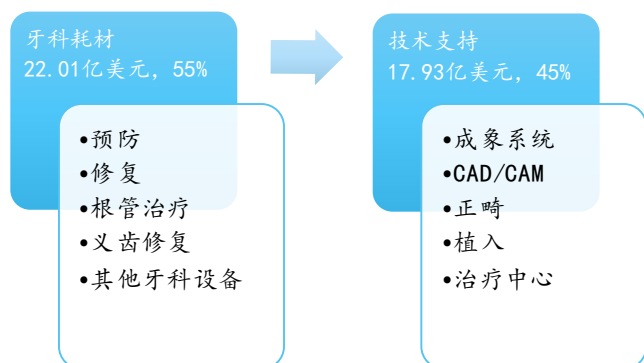 牙科耗材
22.01亿美元, 55%
•预防
•修复
•根管治疗
•义齿修复
•其他牙科设备
技术支持
17.93亿美元, 45%
•成象系统
•CAD/CAM
•正畸
•植入
•治疗中心